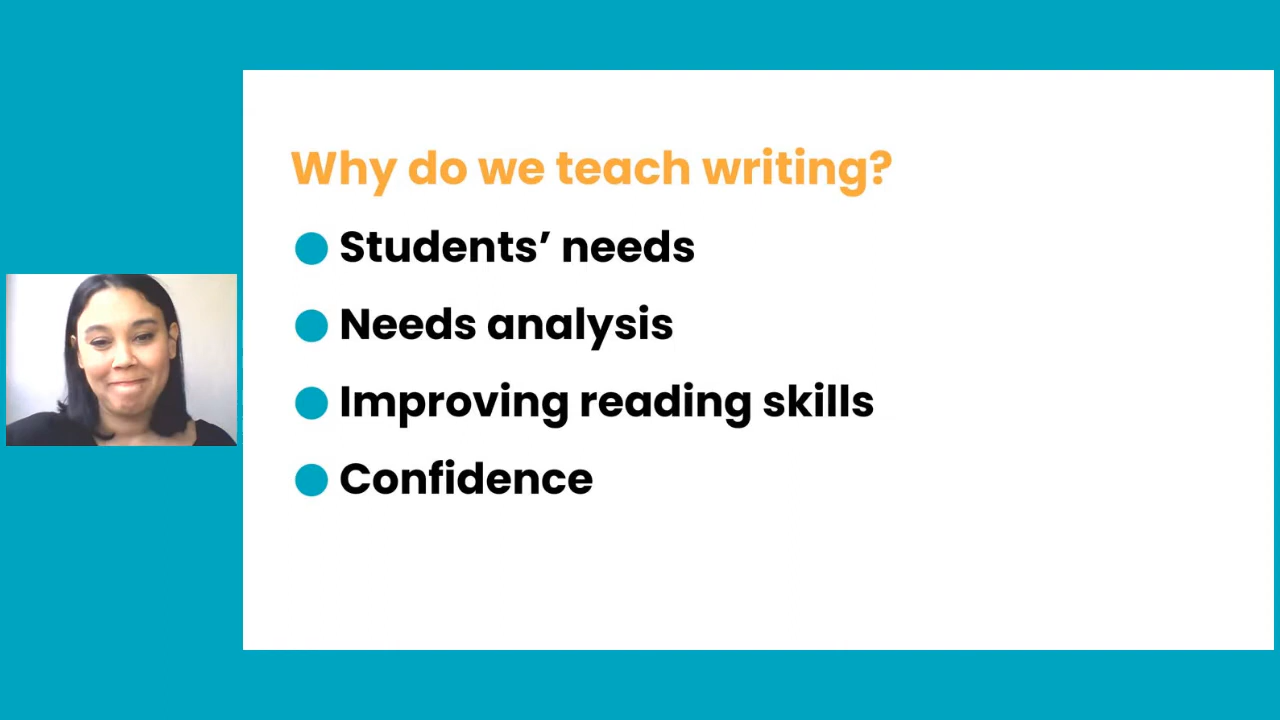 Why do we teach writing?
Students’ needs
Needs analysis
Improving reading skills
Confidence